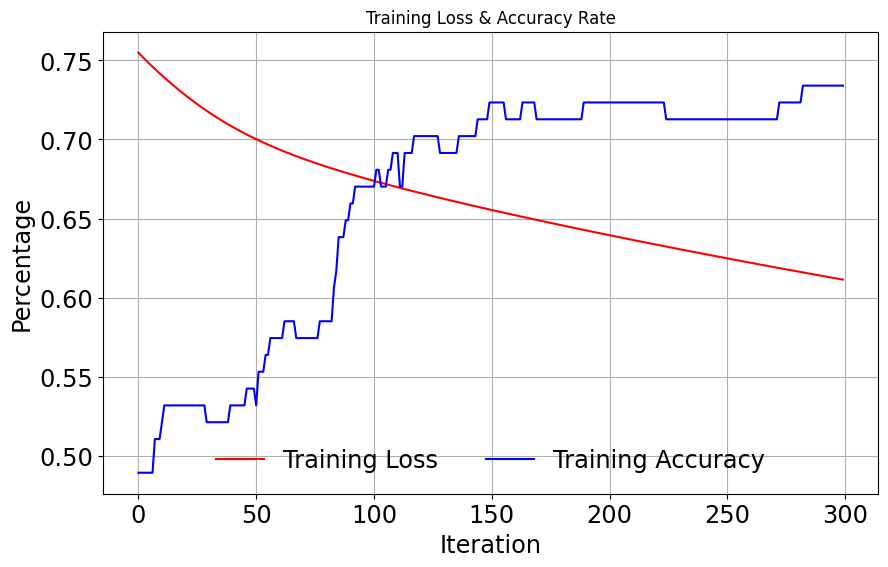 Training Loss & Accuracy Rate
Percentage
0.75
0.70
0.65
0.60
0.55
0.50
Training Loss
Training Accuracy
0 50 100 150 200 250 300
Iteration